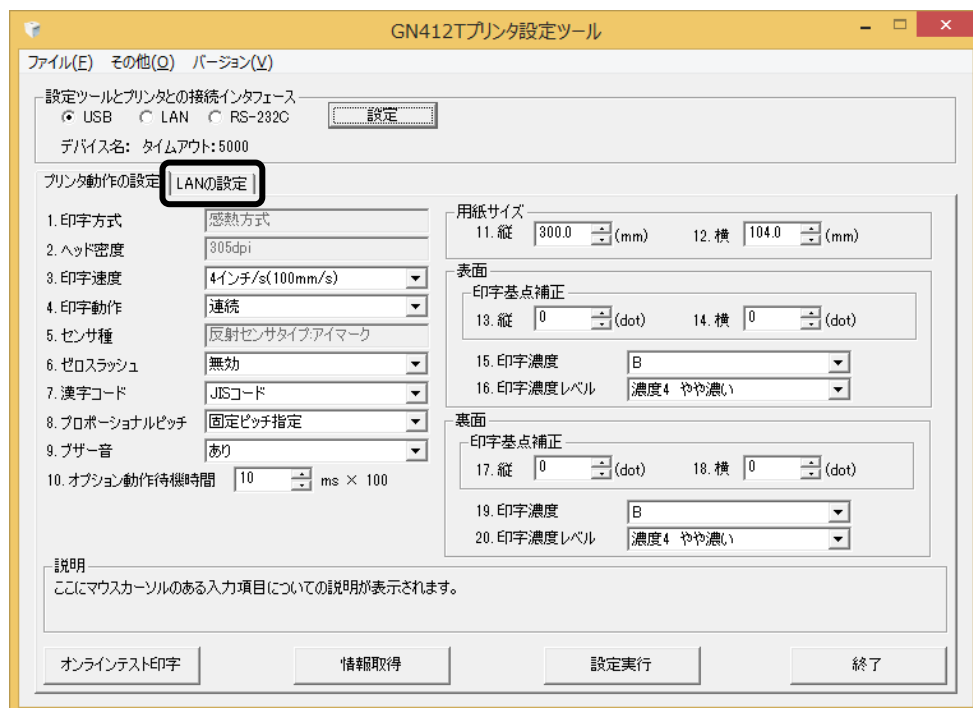 GN412Tプリンタ設定ツール
ファイル(F) その他(O) バージョン(V)
設定ツールとプリンタとの接続インタフェース
USB LAN RS-232C 設定
デバイス名: タイムアウト:5000
プリンタ動作の設定 LANの設定
1.印字方式 感熱方式
2.ヘッド密度 305dpi
3.印字速度 4インチ/s(100mm/s)
4.印字動作 連続
5.センサ種 反射センサタイプ:アイマーク
6.ゼロスラッシュ 無効
7.漢字コード JISコード
8.プロポーショナルピッチ 固定ピッチ指定
9.ブザー音 あり
10.オプション動作待機時間 10 ms × 100
用紙サイズ
11.縦 300.0 (mm) 12.横 104.0 (mm)
表面
印字基点補正
13.縦 0 (dot) 14.横 0 (dot)
15.印字濃度 B
16.印字濃度レベル 濃度4 やや濃い
裏面
印字基点補正
17.縦 0 (dot) 18.横 0 (dot)
19.印字濃度 B
20.印字濃度レベル 濃度4 やや濃い
説明
ここにマウスカーソルのある入力項目についての説明が表示されます。
オンラインテスト印字 情報取得 設定実行 終了